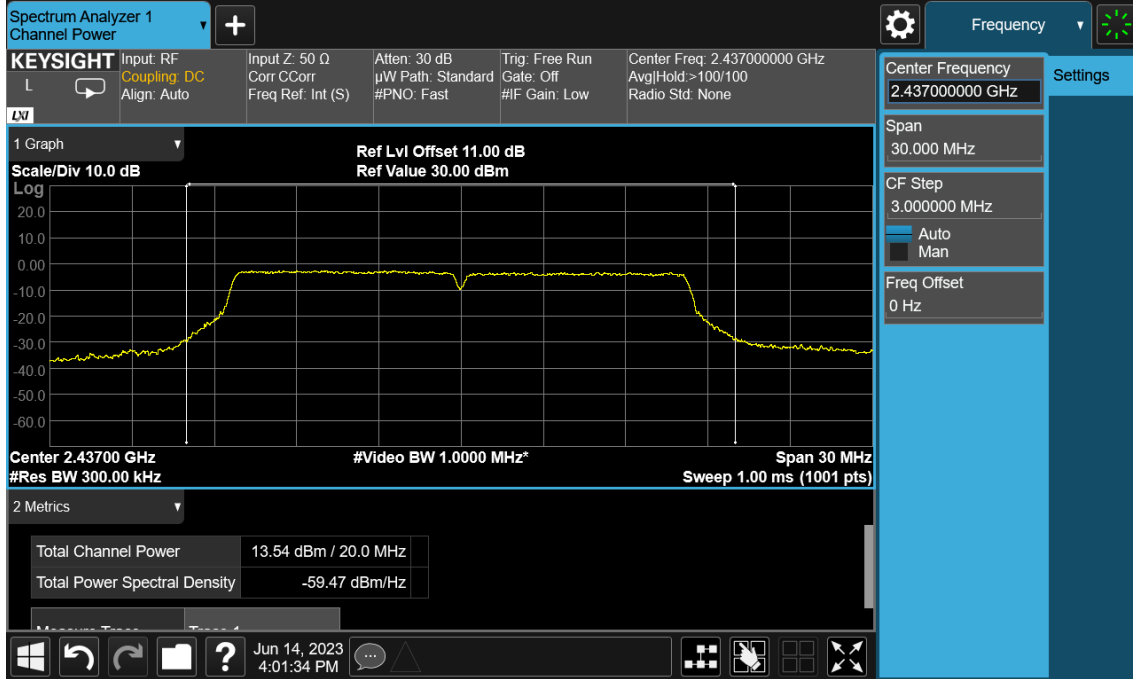 Spectrum Analyzer 1
Channel Power
+
Frequency
KEYSIGHT
L
LXI
Input: RF
Coupling: DC
Align: Auto
Input Z: 50 Ω
Corr CCorr
Freq Ref: Int (S)
Atten: 30 dB
µW Path: Standard
#PNO: Fast
Trig: Free Run
Gate: Off
#IF Gain: Low
Center Freq: 2.437000000 GHz
Avg|Hold:>100/100
Radio Std: None
Center Frequency
2.437000000 GHz
Settings
Span
30.000 MHz
CF Step
3.000000 MHz
Auto
Man
Freq Offset
0 Hz
1 Graph
Scale/Div 10.0 dB
Ref Lvl Offset 11.00 dB
Ref Value 30.00 dBm
Log
20.0
10.0
0.00
-10.0
-20.0
-30.0
-40.0
-50.0
-60.0
Center 2.43700 GHz
#Video BW 1.0000 MHz*
Span 30 MHz
#Res BW 300.00 kHz
Sweep 1.00 ms (1001 pts)
2 Metrics
Total Channel Power 13.54 dBm / 20.0 MHz
Total Power Spectral Density -59.47 dBm/Hz
Measure Trace Trace 1
?
Jun 14, 2023
4:01:34 PM